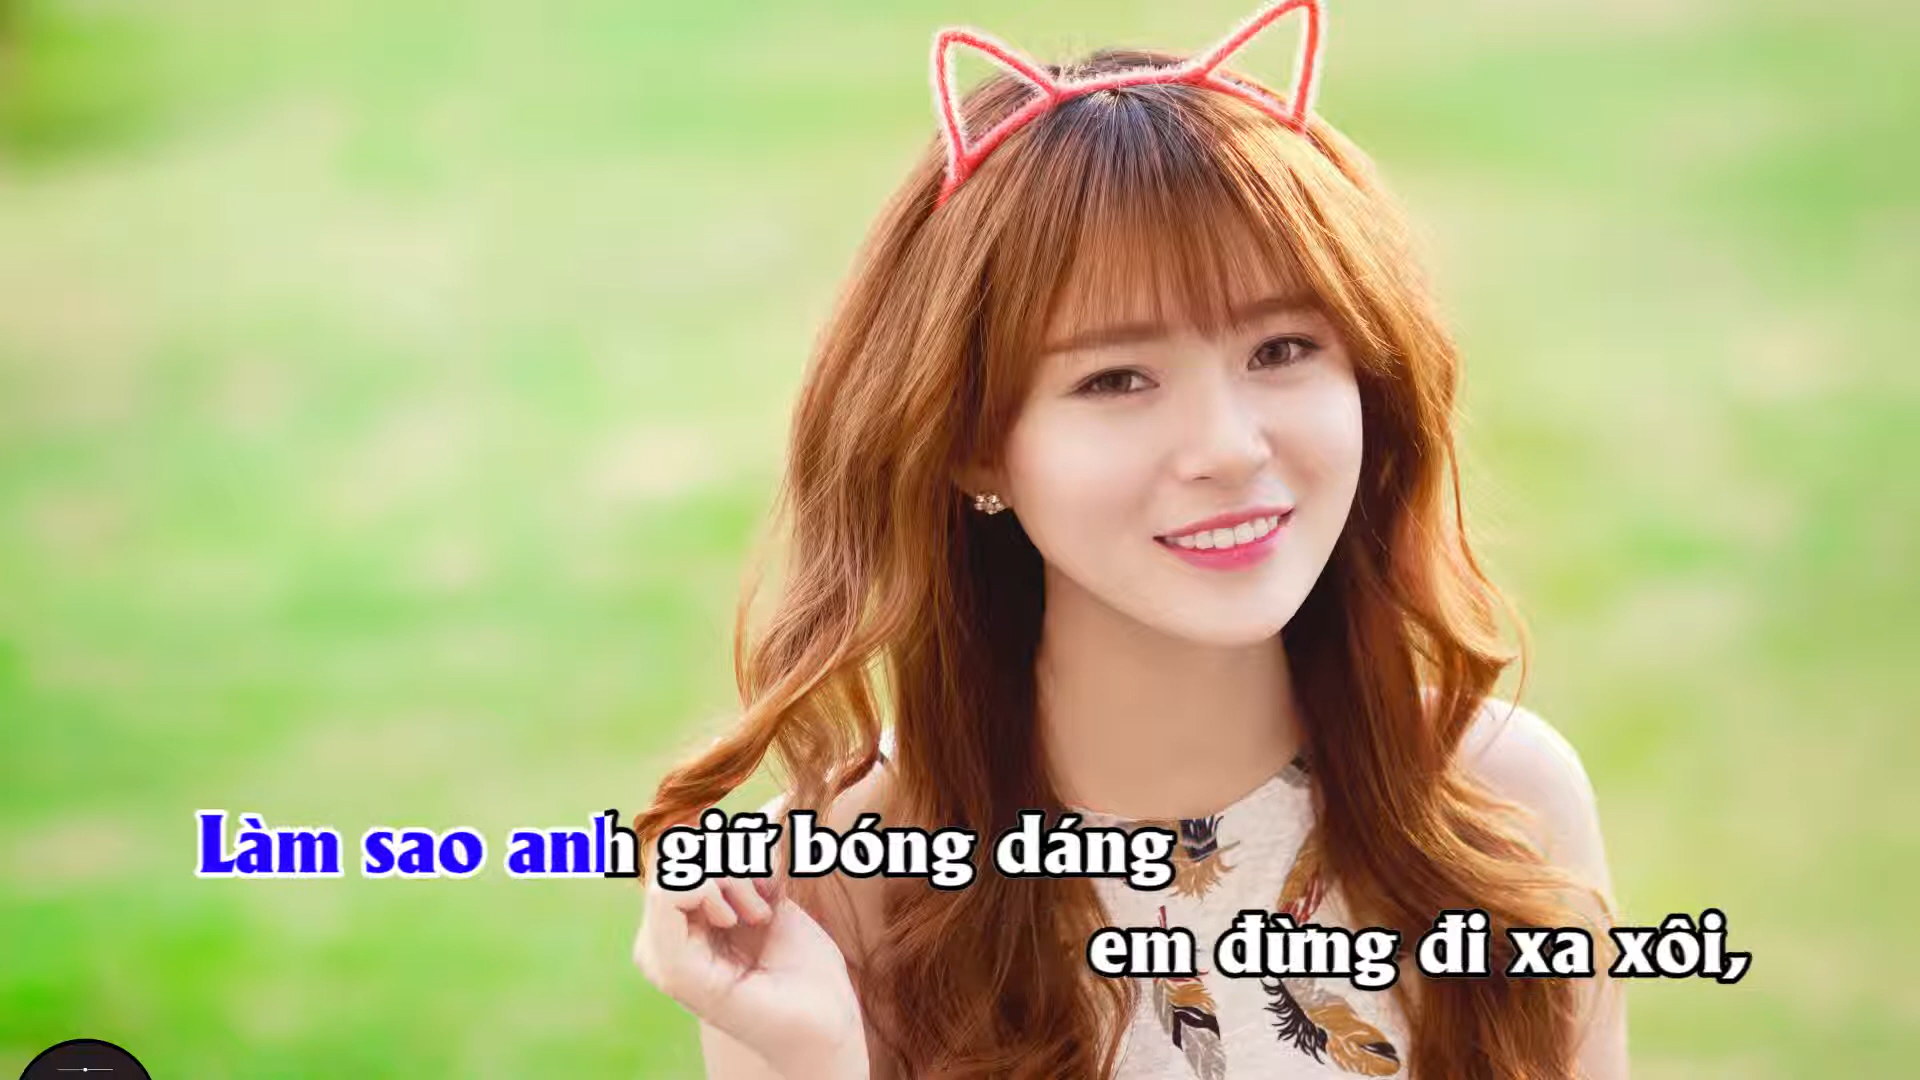 Làm sao anh giữ bóng dáng
em đừng đi xa xôi,